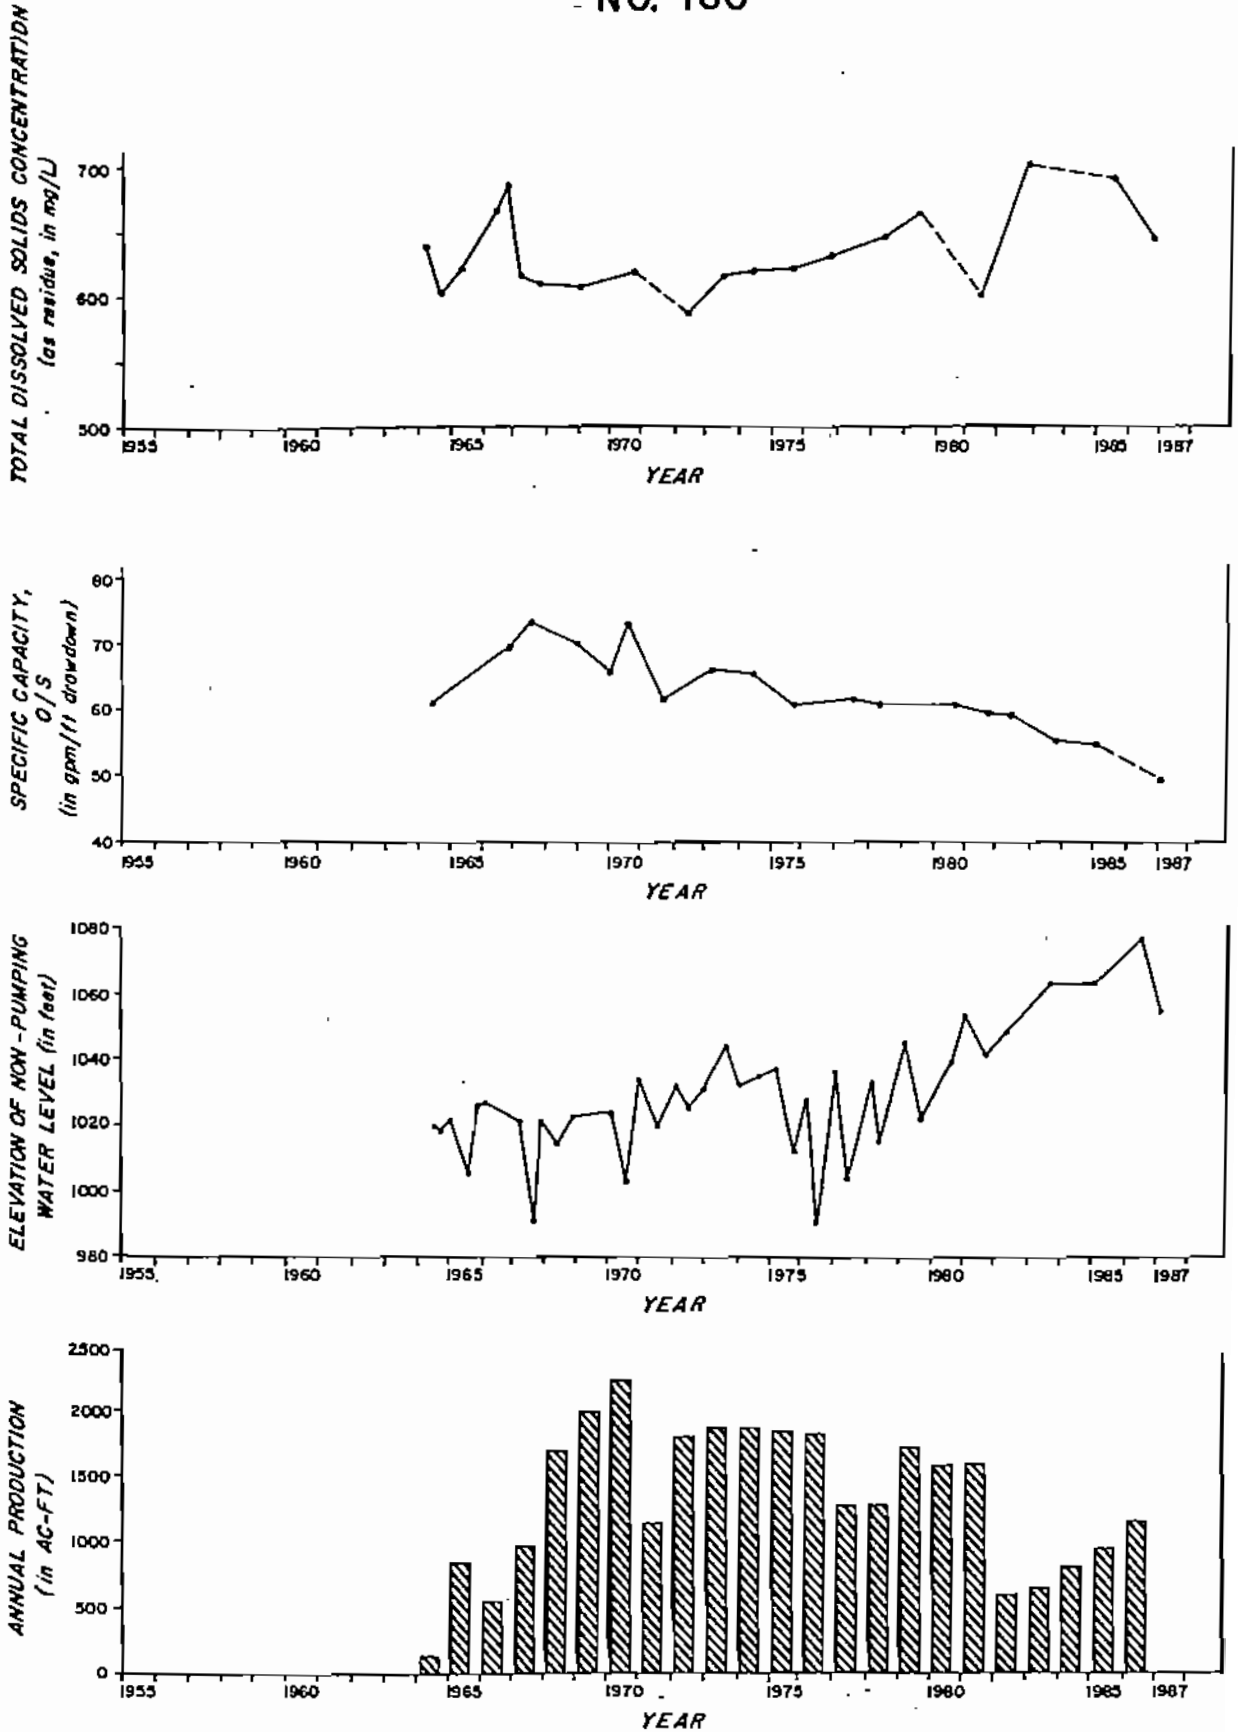 TOTAL DISSOLVED SOLIDS CONCENTRATION
(as residue, in mg/L)
700
600
500
1955 1960 1965 1970 1975 1980 1985 1987
YEAR
SPECIFIC CAPACITY,
Q/S
(in gpm/ft drawdown)
80
70
60
50
40
1955 1960 1965 1970 1975 1980 1985 1987
YEAR
ELEVATION OF NON-PUMPING
WATER LEVEL (in feet)
1080
1060
1040
1020
1000
980
1955 1960 1965 1970 1975 1980 1985 1987
YEAR
ANNUAL PRODUCTION
(in AC-FT)
2500
2000
1500
1000
500
0
1955 1960 1965 1970 1975 1980 1985 1987
YEAR